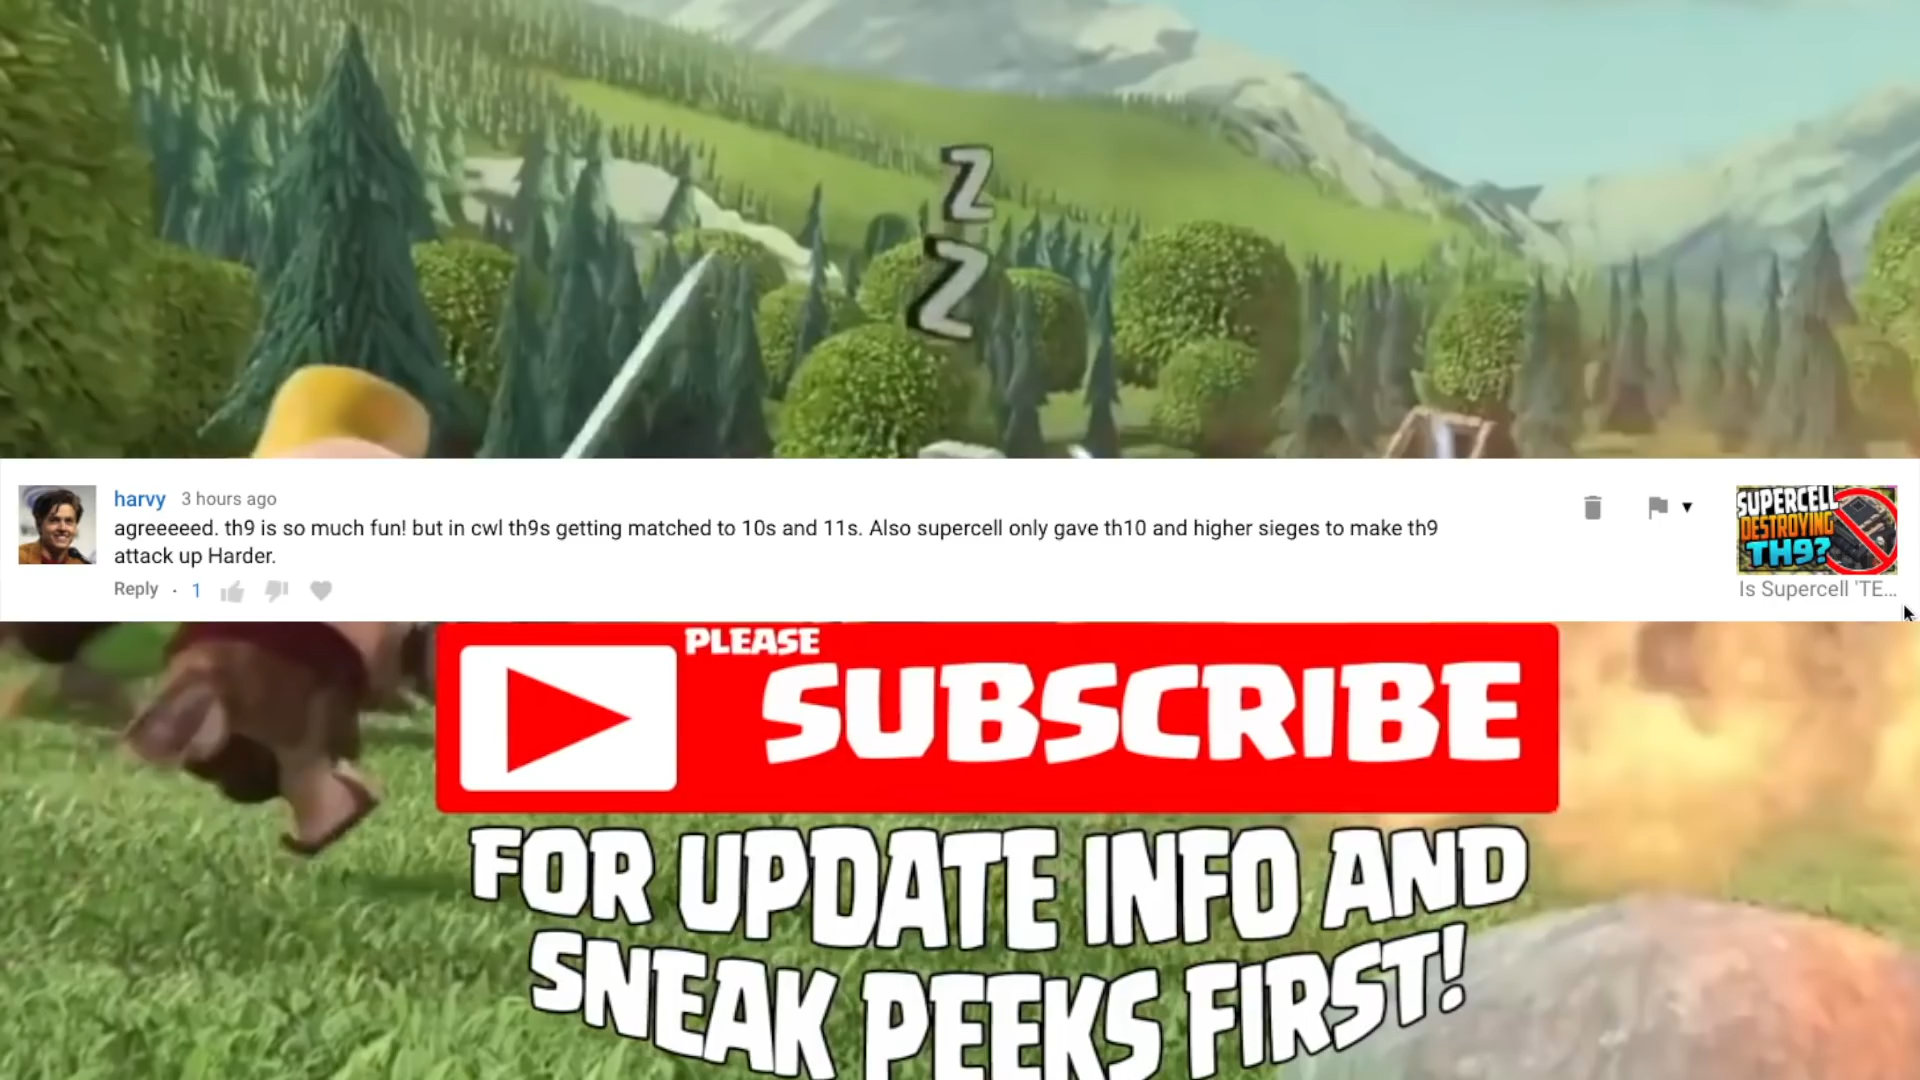 Z
Z
harvy 3 hours ago
agreeeeed. th9 is so much fun! but in cwl th9s getting matched to 10s and 11s. Also supercell only gave th10 and higher sieges to make th9
attack up Harder.
Reply · 1
SUPERCELL
DESTROYING
TH9?
Is Supercell 'TE...
PLEASE
SUBSCRIBE
FOR UPDATE INFO AND
SNEAK PEEKS FIRST!